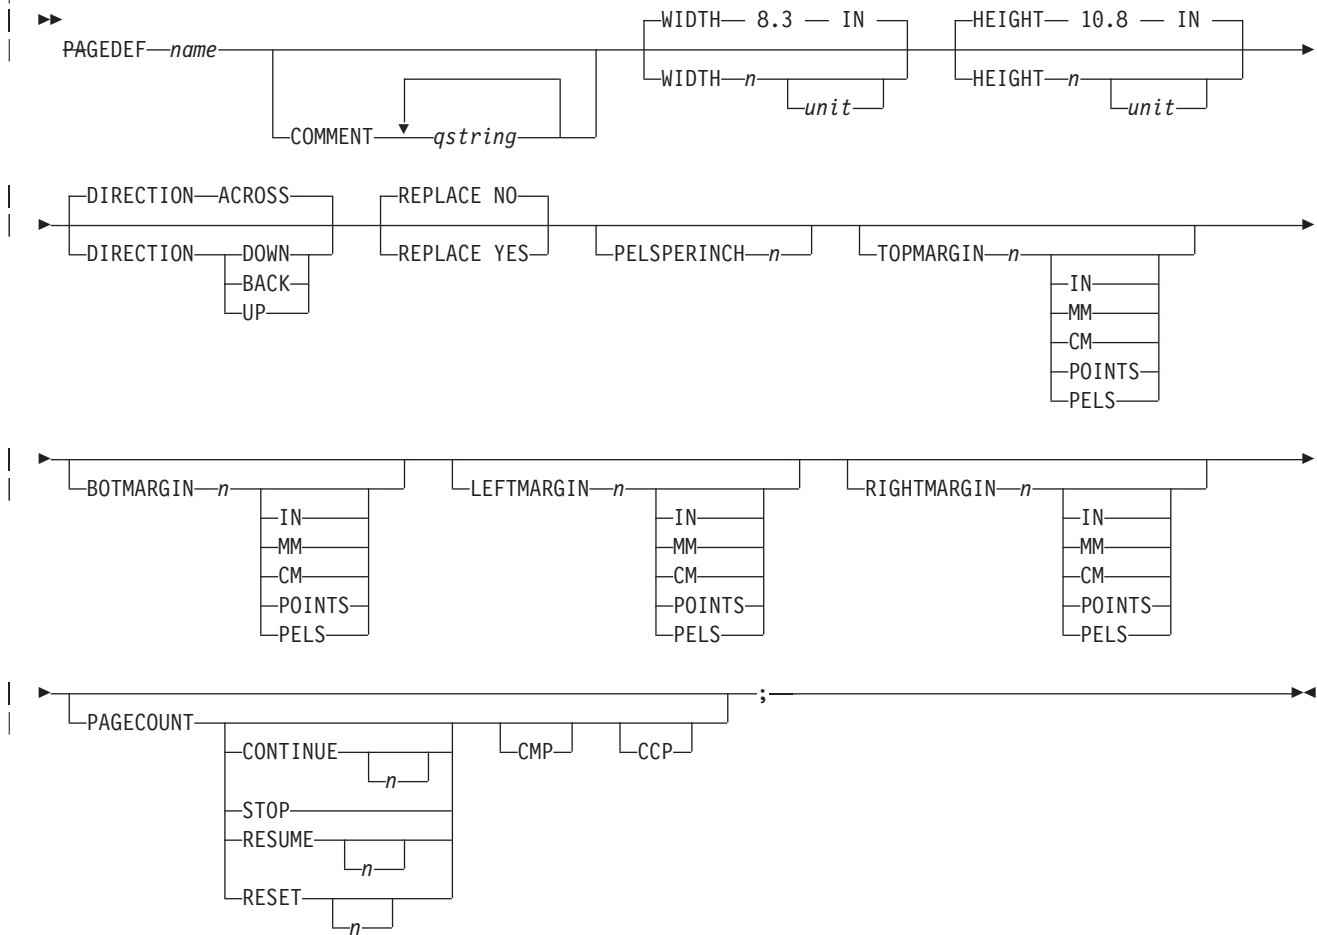 WIDTH 8.3 IN HEIGHT 10.8 IN
PAGEDEF name
WIDTH n HEIGHT n
unit unit
COMMENT qstring
DIRECTION ACROSS REPLACE NO
DIRECTION DOWN REPLACE YES PELSPERINCH n TOPMARGIN n
BACK IN
UP MM
CM
POINTS
PELS
BOTMARGIN n LEFTMARGIN n RIGHTMARGIN n
IN IN IN
MM MM MM
CM CM CM
POINTS POINTS POINTS
PELS PELS PELS
;
PAGECOUNT
CONTINUE CMP CCP
n
STOP
RESUME
n
RESET
n